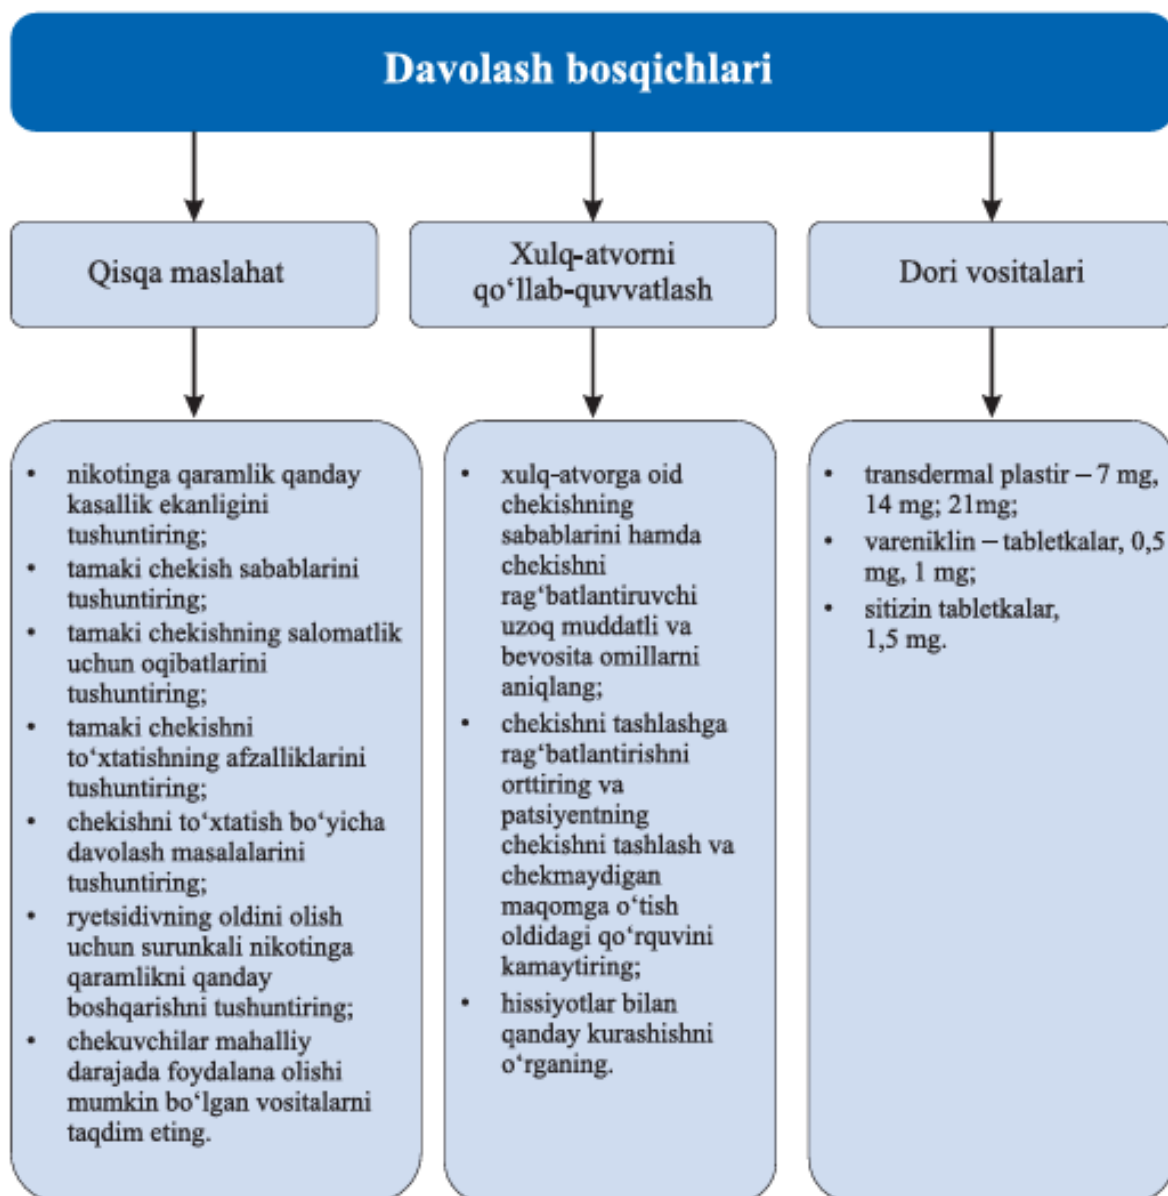 Davolash bosqichlari
Qisqa maslahat
Xulq-atvorni
qo‘llab-quvvatlash
Dori vositalari
• nikotinga qaramlik qanday
kasallik ekanligini
tushuntiring;
• tamaki chekish sabablarini
tushuntiring;
• tamaki chekishning salomatlik
uchun oqibatlarini
tushuntiring;
• tamaki chekishni
to‘xtatishning afzalliklarini
tushuntiring;
• chekishni to‘xtatish bo‘yicha
davolash masalalarini
tushuntiring;
• ryetsidivning oldini olish
uchun surunkali nikotinga
qaramlikni qanday
boshqarishni tushuntiring;
• chekuvchilar mahalliy
darajada foydalana olishi
mumkin bo‘lgan vositalarni
taqdim eting.
• xulq-atvorga oid
chekishning
sabablarini hamda
chekishni
rag‘batlantiruvchi
uzoq muddatli va
bevosita omillarni
aniqlang;
• chekishni tashlashga
rag‘batlantirishni
orttiring va
patsiyentning
chekishni tashlash va
chekmaydigan
maqomga o‘tish
oldidagi qo‘rquvini
kamaytiring;
• hissiyotlar bilan
qanday kurashishni
o‘rganing.
• transdermal plastir – 7 mg,
14 mg; 21mg;
• vareniklin – tabletkalar, 0,5
mg, 1 mg;
• sitizin tabletkalar,
1,5 mg.